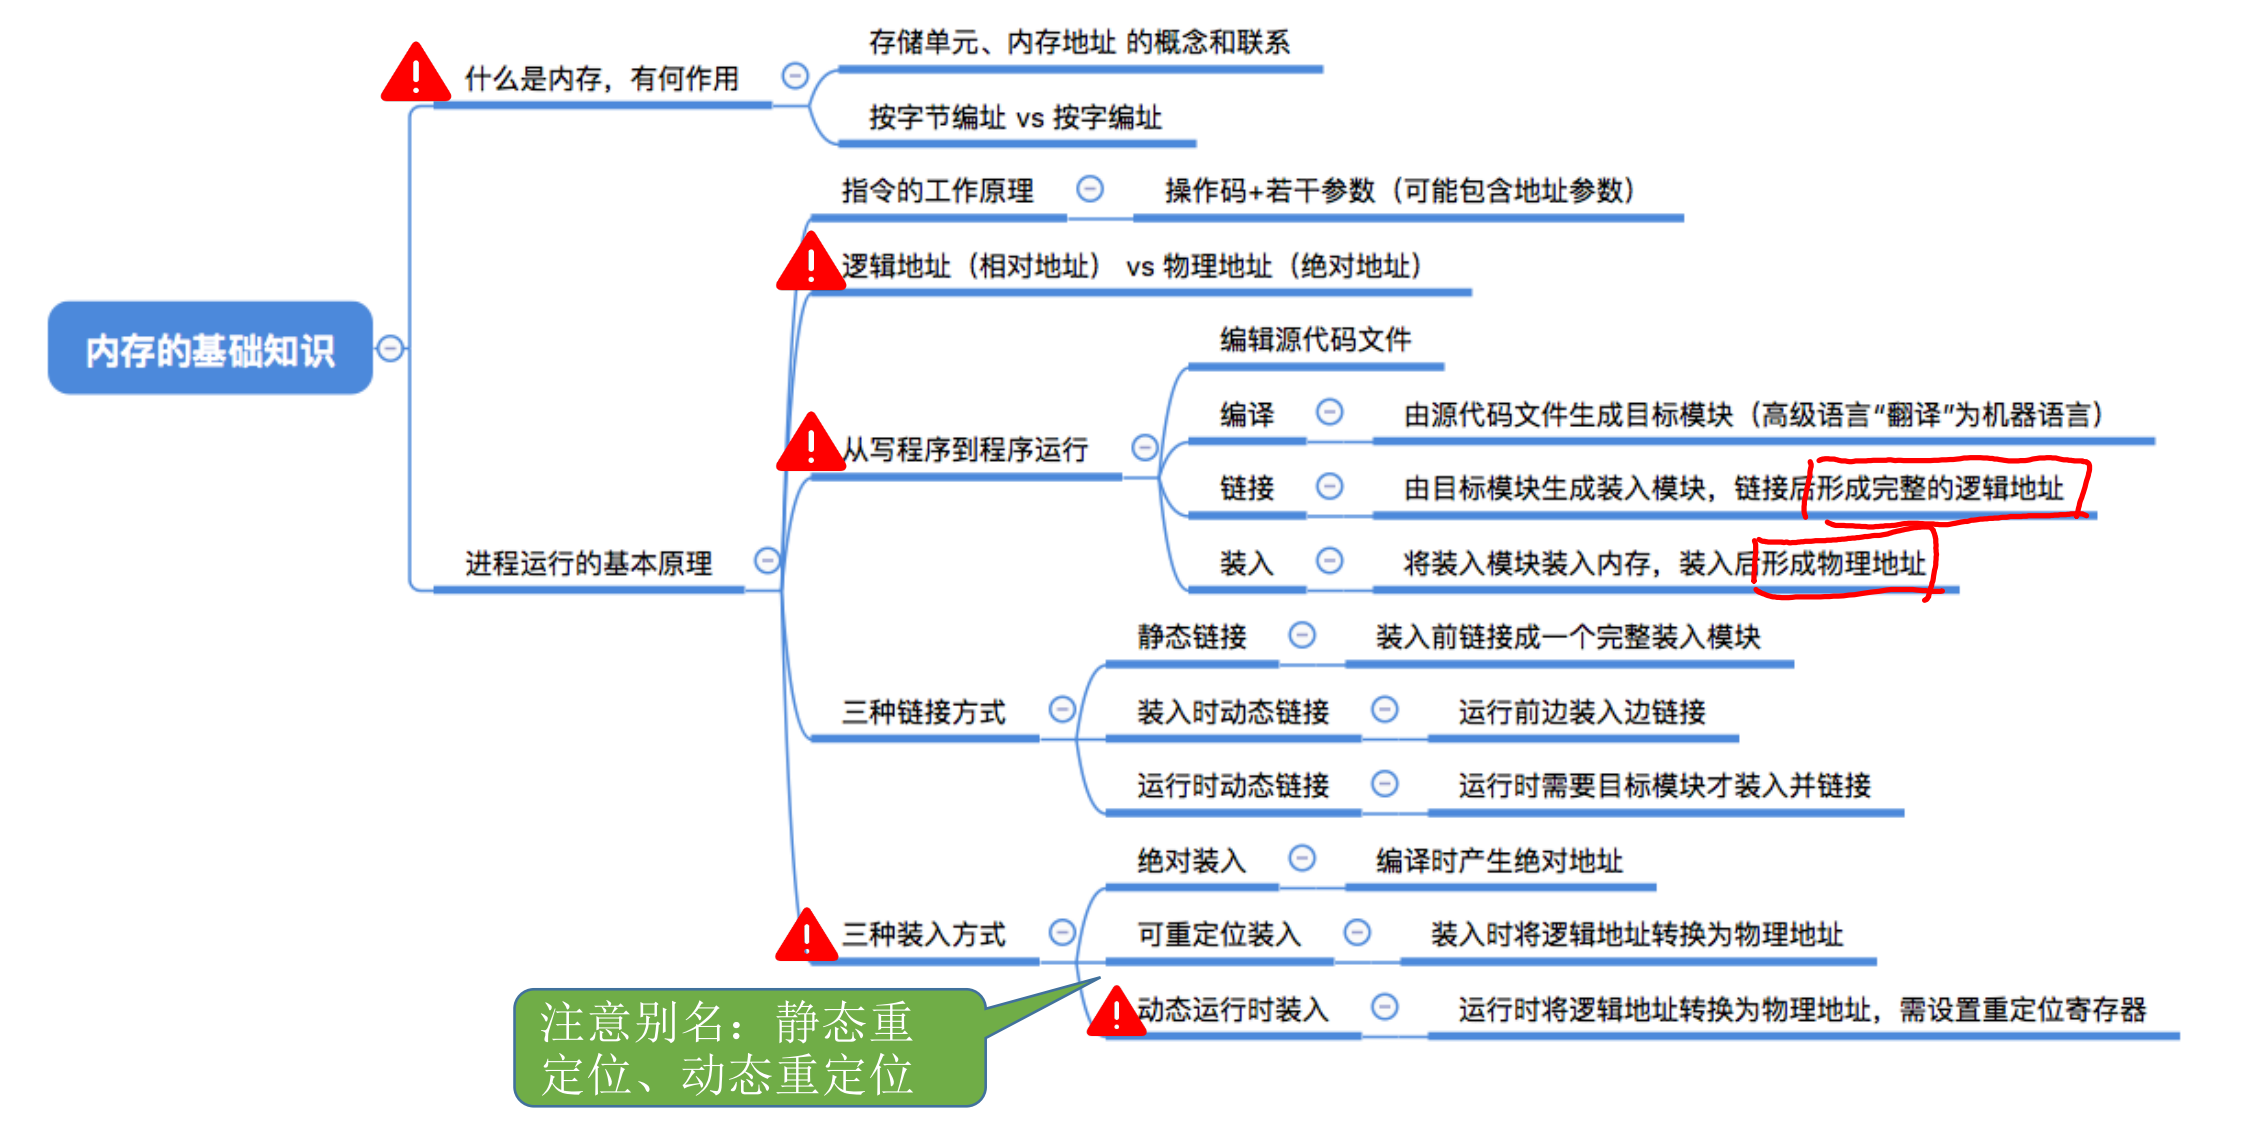 存储单元、内存地址 的概念和联系
什么是内存，有何作用
按字节编址 vs 按字编址
指令的工作原理
操作码+若干参数（可能包含地址参数）
逻辑地址（相对地址） vs 物理地址（绝对地址）
内存的基础知识
编辑源代码文件
编译
由源代码文件生成目标模块（高级语言“翻译”为机器语言）
从写程序到程序运行
链接
由目标模块生成装入模块，链接后形成完整的逻辑地址
进程运行的基本原理
装入
将装入模块装入内存，装入后形成物理地址
静态链接
装入前链接成一个完整装入模块
三种链接方式
装入时动态链接
运行前边装入边链接
运行时动态链接
运行时需要目标模块才装入并链接
绝对装入
编译时产生绝对地址
三种装入方式
可重定位装入
装入时将逻辑地址转换为物理地址
动态运行时装入
运行时将逻辑地址转换为物理地址，需设置重定位寄存器
注意别名：静态重
定位、动态重定位